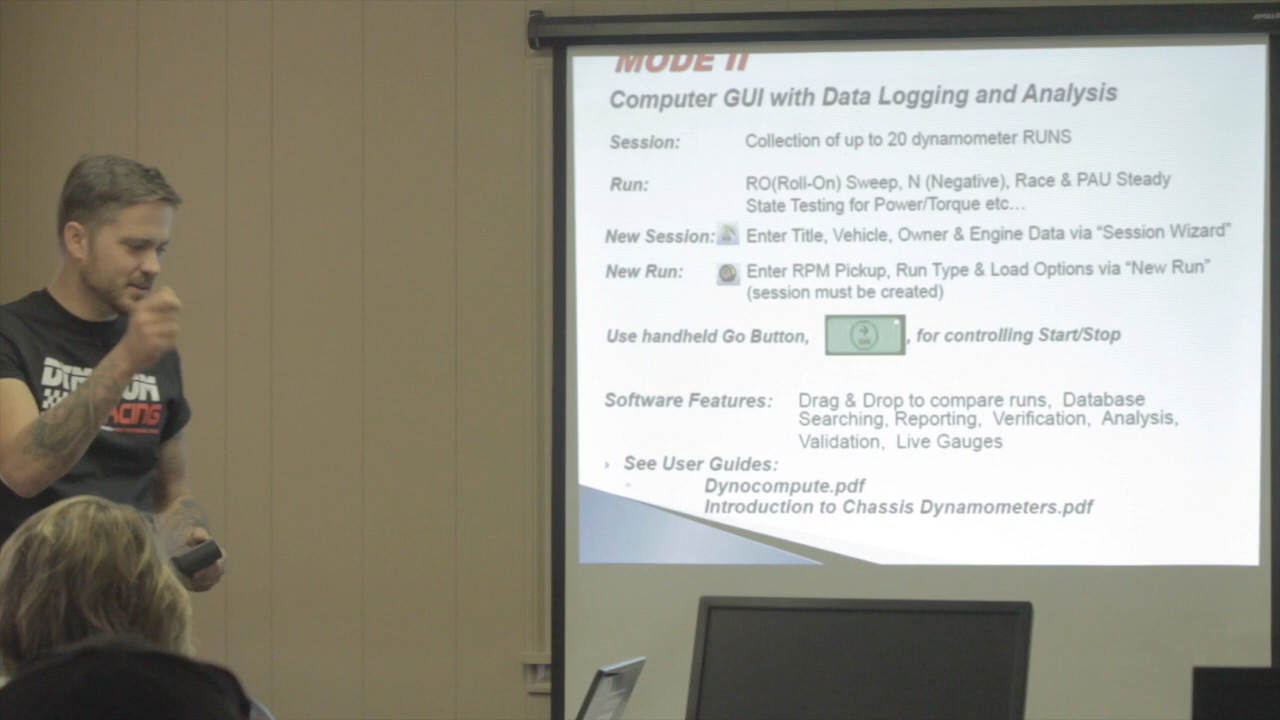 MODE II
Computer GUI with Data Logging and Analysis
Session: Collection of up to 20 dynamometer RUNS
Run: RO(Roll-On) Sweep, N (Negative), Race & PAU Steady
State Testing for Power/Torque etc…
New Session: Enter Title, Vehicle, Owner & Engine Data via “Session Wizard”
New Run: Enter RPM Pickup, Run Type & Load Options via “New Run”
(session must be created)
Use handheld Go Button, , for controlling Start/Stop
Software Features: Drag & Drop to compare runs, Database
Searching, Reporting, Verification, Analysis,
Validation, Live Gauges
See User Guides:
Dynocompute.pdf
Introduction to Chassis Dynamometers.pdf